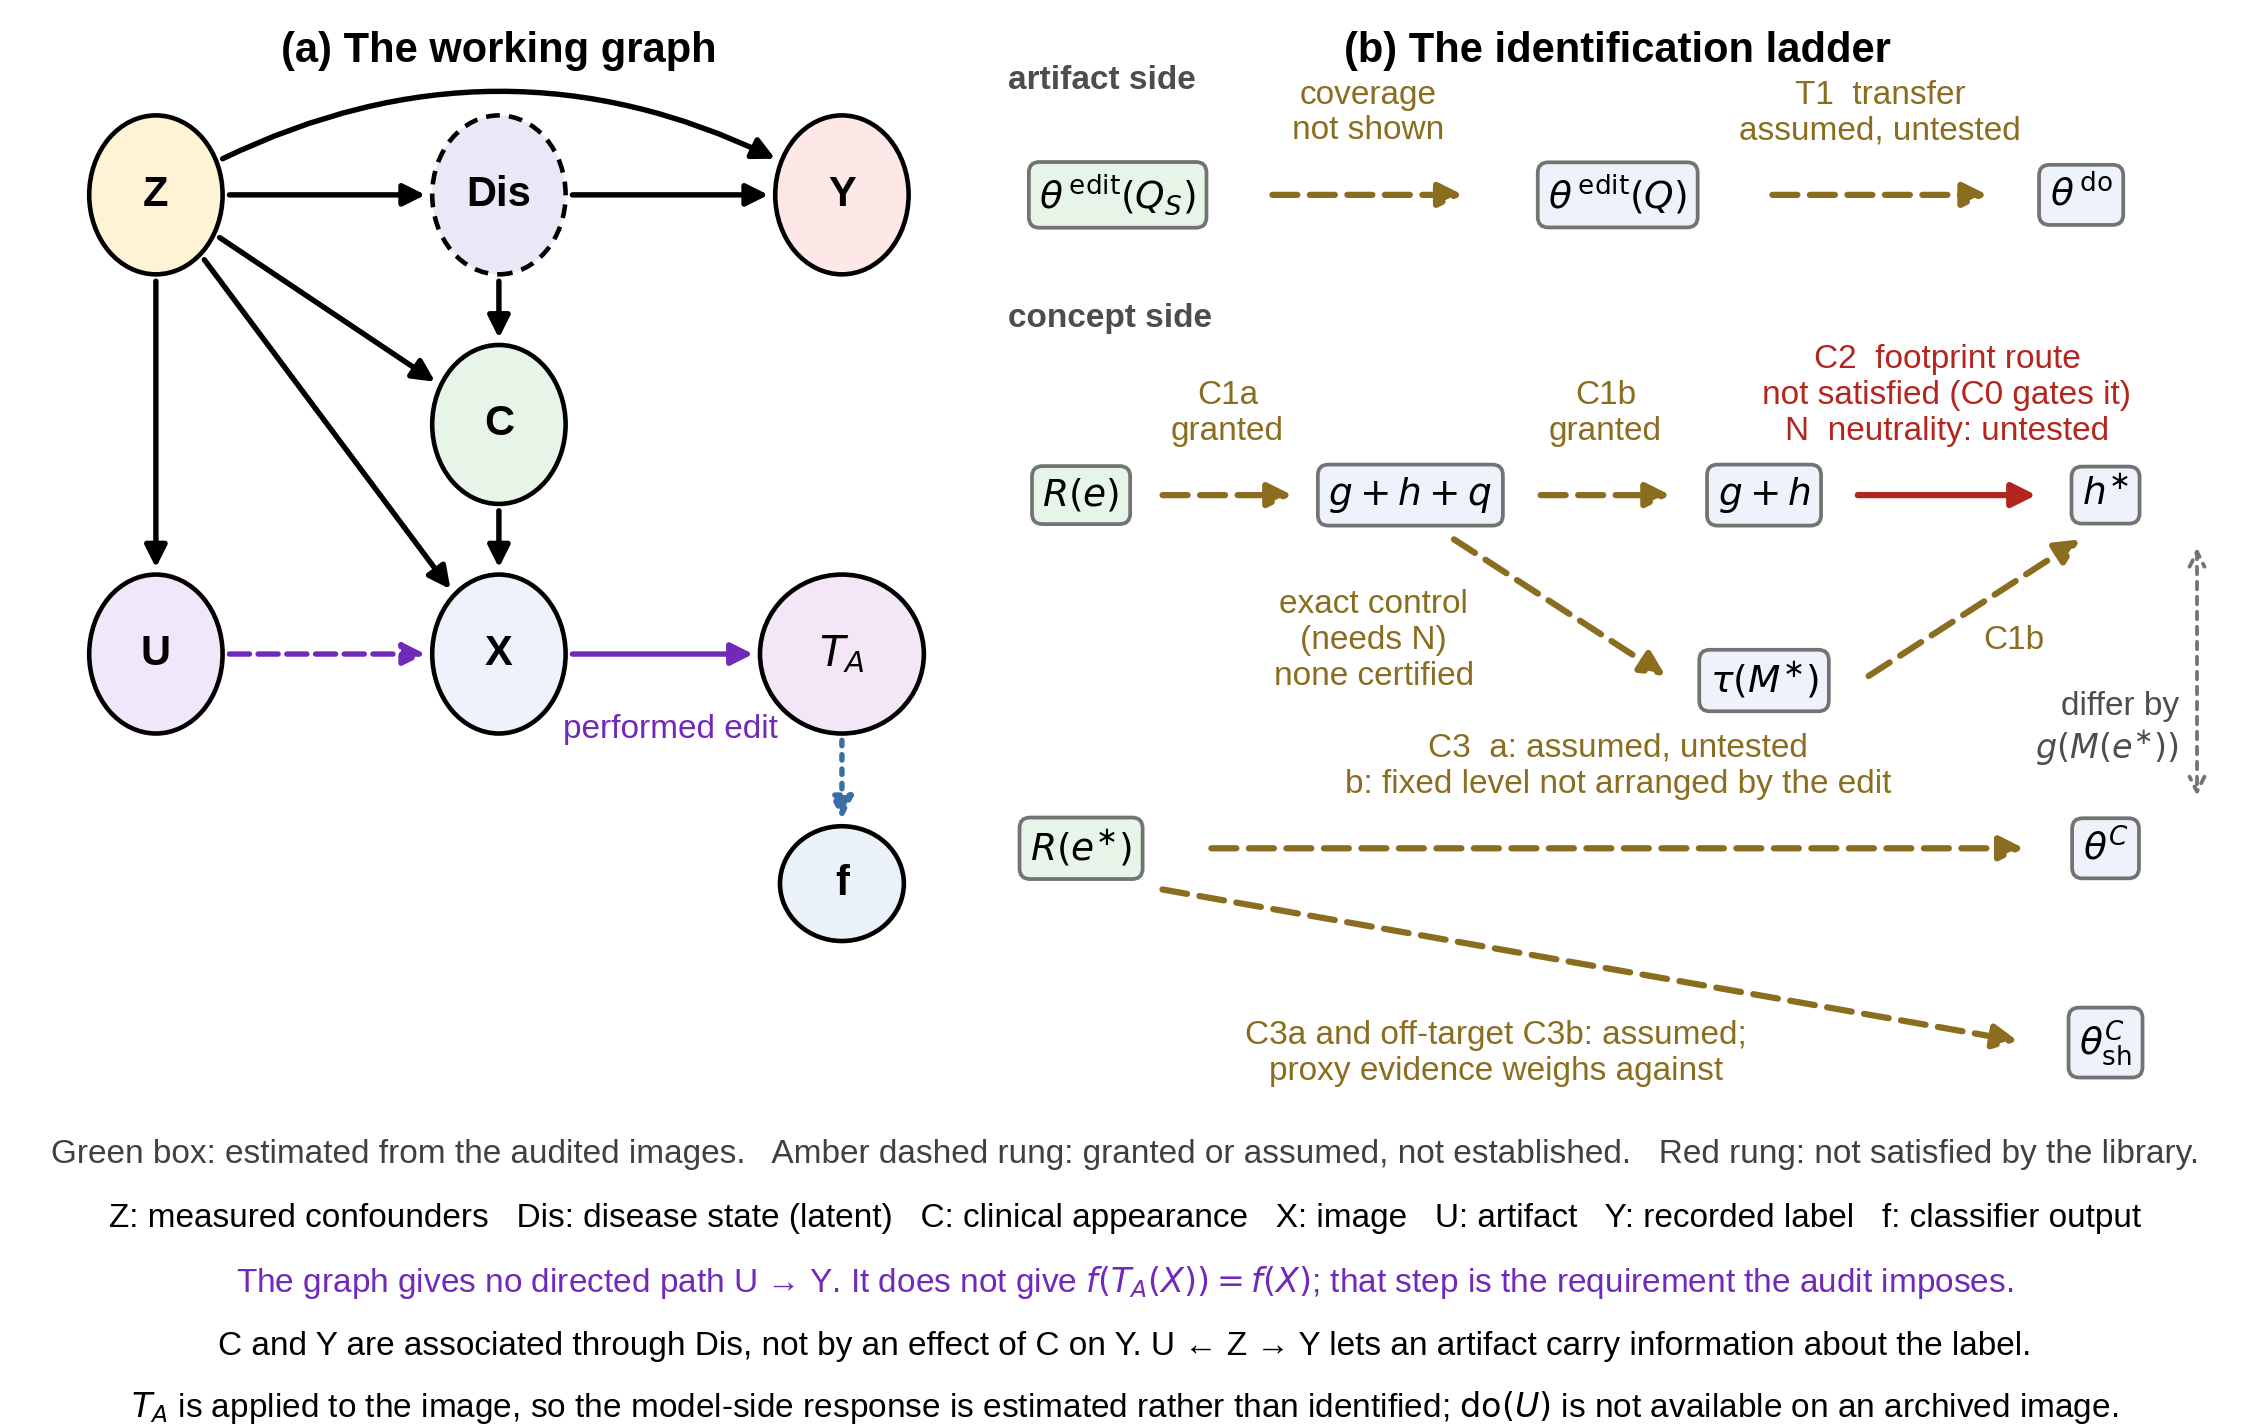 (a) The working graph
Z
Dis
Y
C
U
X
T_A
performed edit
f
(b) The identification ladder
artifact side
coverage
not shown
T1 transfer
assumed, untested
θ^edit(Q_S)
θ^edit(Q)
θ^do
concept side
C1a
granted
C1b
granted
C2 footprint route
not satisfied (C0 gates it)
N neutrality: untested
R(e)
g + h + q
g + h
h*
exact control
(needs N)
none certified
C1b
τ(M*)
differ by
g(M(e*))
C3 a: assumed, untested
b: fixed level not arranged by the edit
R(e*)
θ^C
C3a and off-target C3b: assumed;
proxy evidence weighs against
θ^C_sh
Green box: estimated from the audited images. Amber dashed rung: granted or assumed, not established. Red rung: not satisfied by the library.
Z: measured confounders Dis: disease state (latent) C: clinical appearance X: image U: artifact Y: recorded label f: classifier output
The graph gives no directed path U → Y. It does not give f(T_A(X)) = f(X); that step is the requirement the audit imposes.
C and Y are associated through Dis, not by an effect of C on Y. U ← Z → Y lets an artifact carry information about the label.
T_A is applied to the image, so the model-side response is estimated rather than identified; do(U) is not available on an archived image.